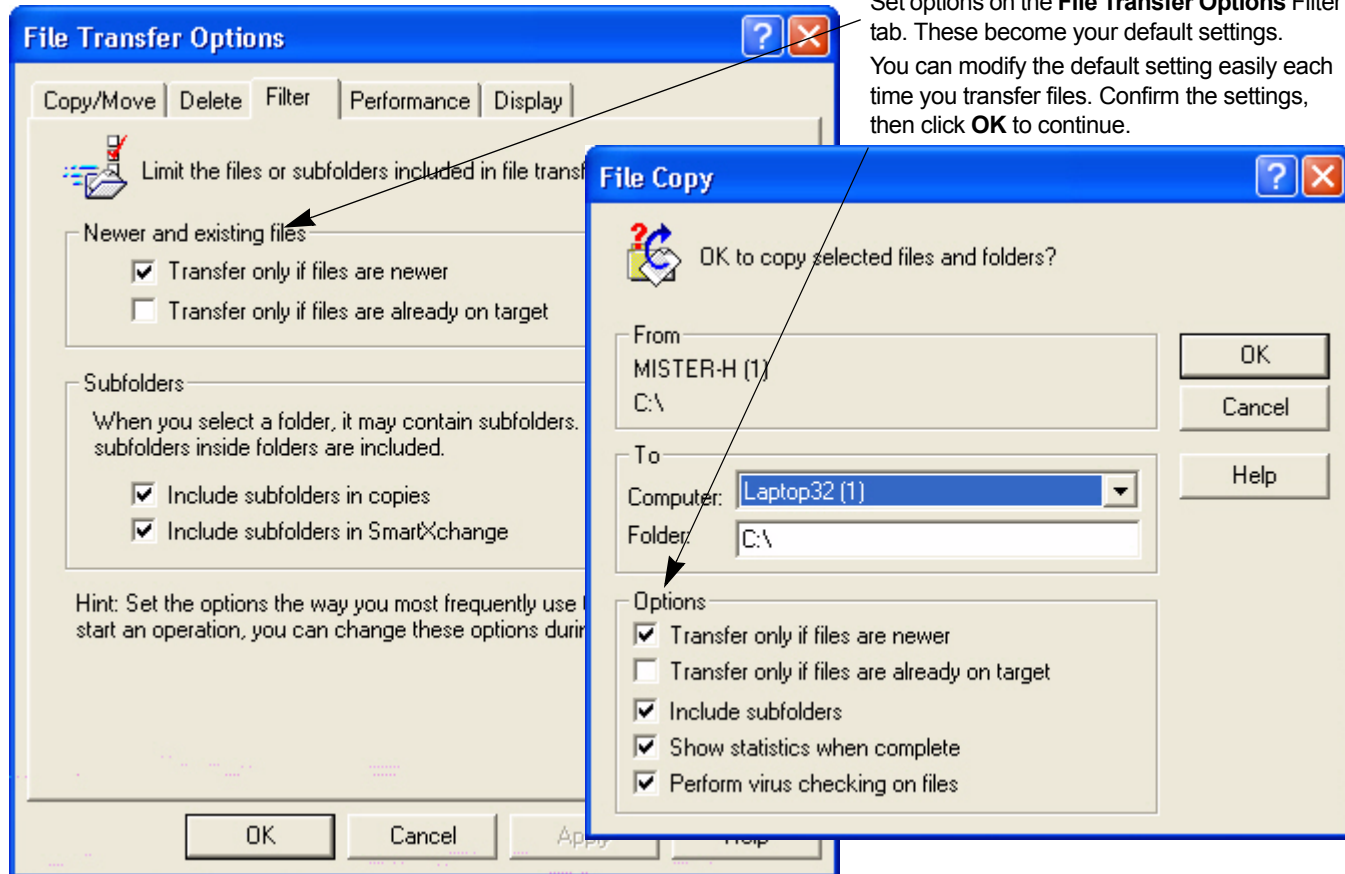 Set options on the File Transfer Options Filter
tab. These become your default settings.
You can modify the default setting easily each
time you transfer files. Confirm the settings,
then click OK to continue.
File Transfer Options
Copy/Move Delete Filter Performance Display
Limit the files or subfolders included in file
Newer and existing files
Transfer only if files are newer
Transfer only if files are already on target
Subfolders
When you select a folder, it may contain subfolders.
subfolders inside folders are included.
Include subfolders in copies
Include subfolders in SmartXchange
Hint: Set the options the way you most frequently use
start an operation, you can change these options
OK Cancel Apply Help
File Copy
OK to copy selected files and folders?
From
MISTER-H (1)
C:\
To
Computer: Laptop32 (1)
Folder: C:\
Options
Transfer only if files are newer
Transfer only if files are already on target
Include subfolders
Show statistics when complete
Perform virus checking on files
OK
Cancel
Help